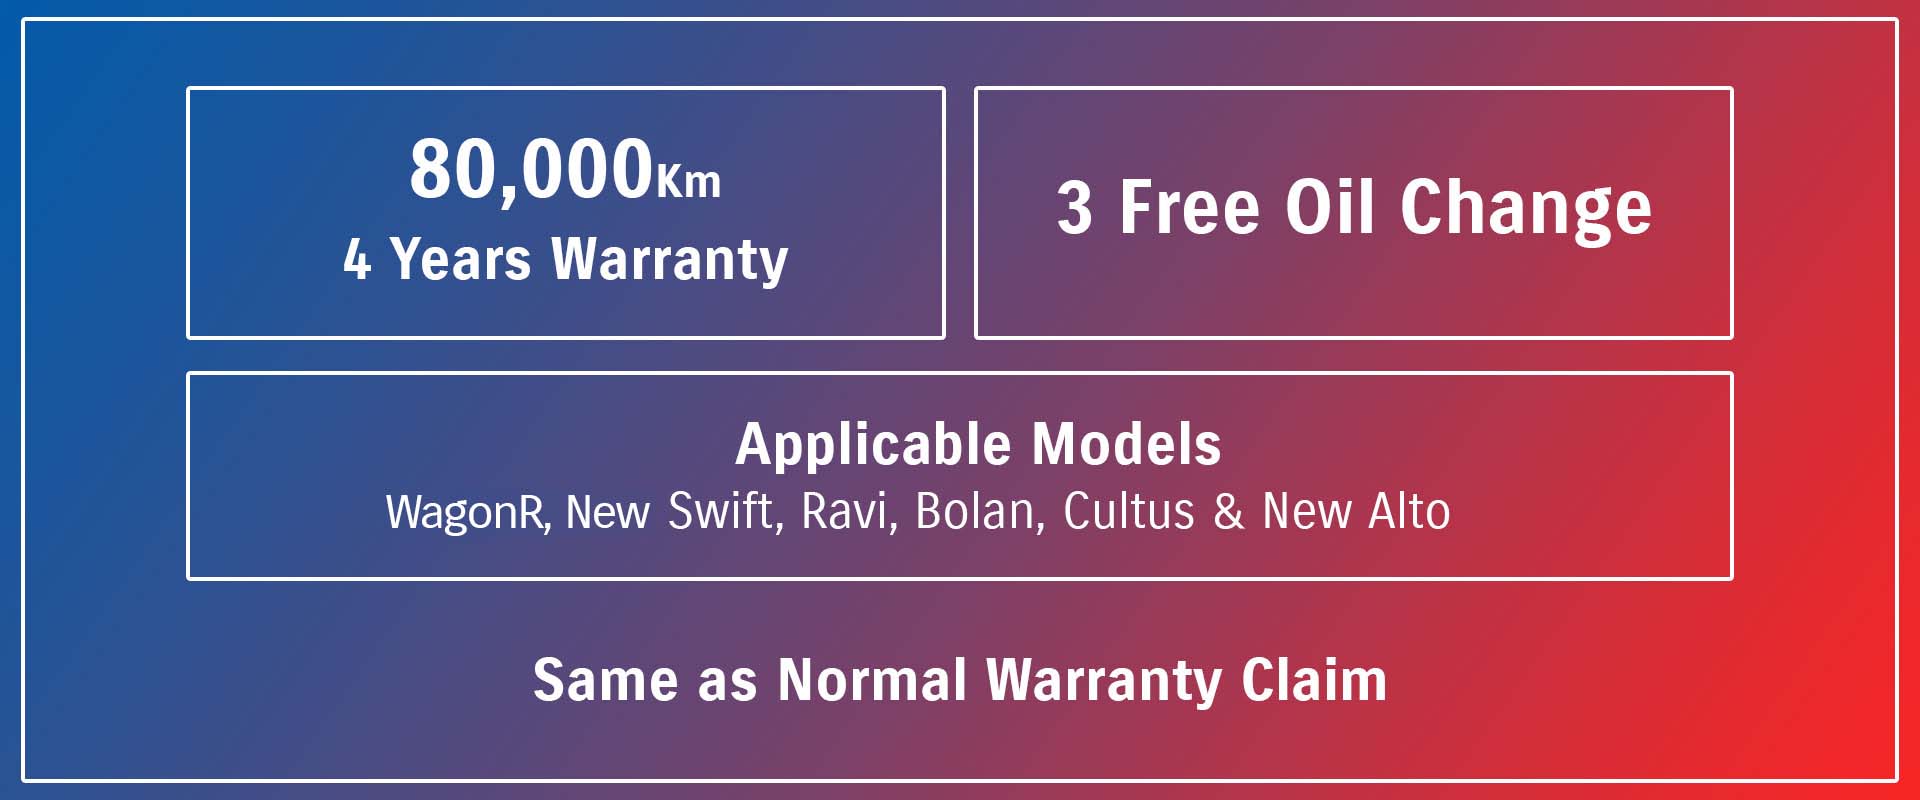 80,000Km
4 Years Warranty
3 Free Oil Change
Applicable Models
WagonR, New Swift, Ravi, Bolan, Cultus & New Alto
Same as Normal Warranty Claim